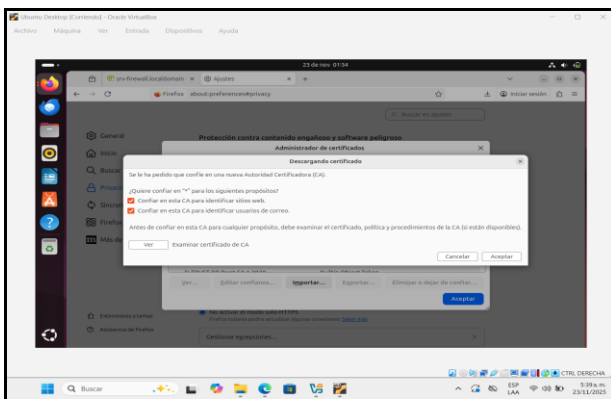 Ubuntu Desktop [Corriendo] - Oracle VirtualBox
Archivo Máquina Ver Entrada Dispositivos Ayuda
23 de nov 01:54
srv-firewall.localdomain
Ajustes
Firefox about:preferences#privacy
Iniciar sesión
Buscar en ajustes
General
Inicio
Buscar
Protección contra contenido engañoso y software peligroso
Administrador de certificados
Descargando certificado
Se le ha pedido que confíe en una nueva Autoridad Certificadora (CA).
¿Quiere confiar en "*" para los siguientes propósitos?
Confiar en esta CA para identificar sitios web.
Confiar en esta CA para identificar usuarios de correo.
Antes de confiar en esta CA para cualquier propósito, debe examinar el certificado, política y procedimientos de la CA (si están disponibles).
Ver Examinar certificado de CA
Cancelar Aceptar
Ver... Editar confianza... Importar... Exportar... Eliminar o dejar de confiar...
Aceptar
No activar el modo solo-HTTPS
Gestionar excepciones...
Extensiones y temas
Asistencia de Firefox
CTRL DERECHA
Buscar
ESP
LAA
5:39 a. m.
23/11/2025